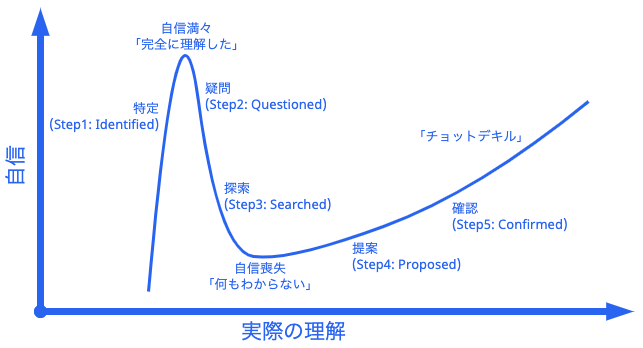 自信満々
「完全に理解した」
特定
(Step1: Identified)
疑問
(Step2: Questioned)
「チョットデキル」
自信
探索
(Step3: Searched)
確認
(Step5: Confirmed)
提案
(Step4: Proposed)
自信喪失
「何もわからない」
実際の理解